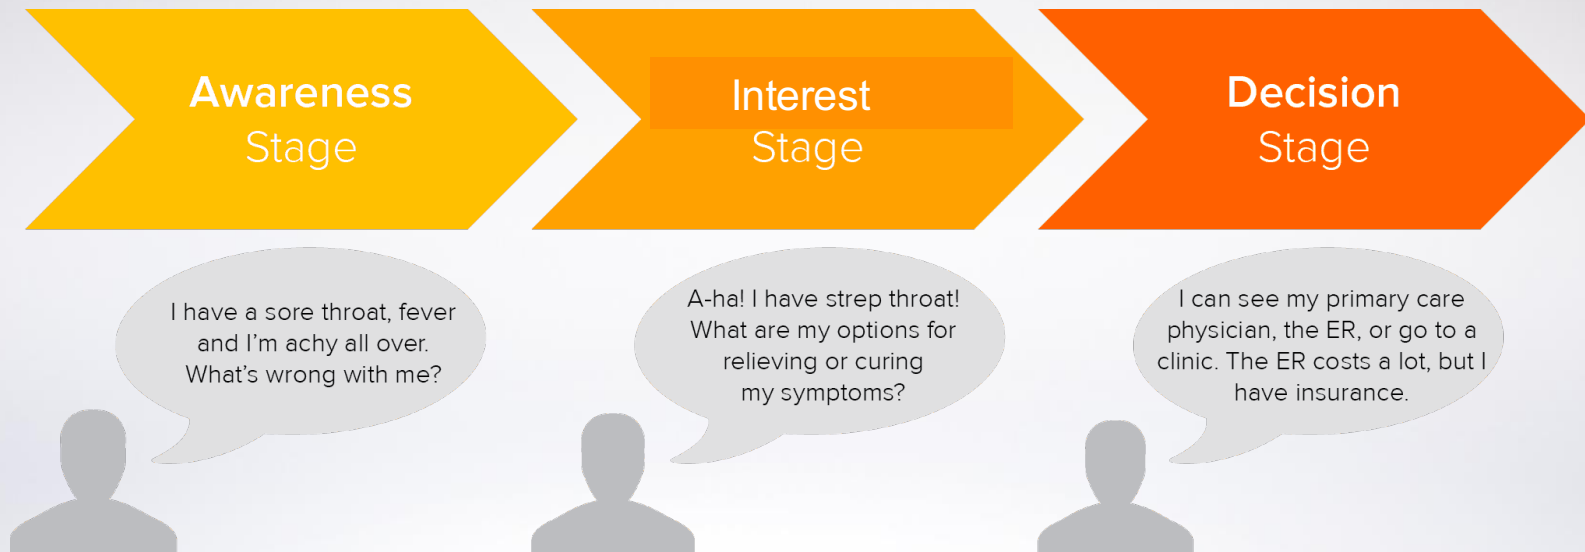 Awareness
Stage
Interest
Stage
Decision
Stage
I have a sore throat, fever
and I'm achy all over.
What's wrong with me?
A-ha! I have strep throat!
What are my options for
relieving or curing
my symptoms?
I can see my primary care
physician, the ER, or go to a
clinic. The ER costs a lot, but I
have insurance.